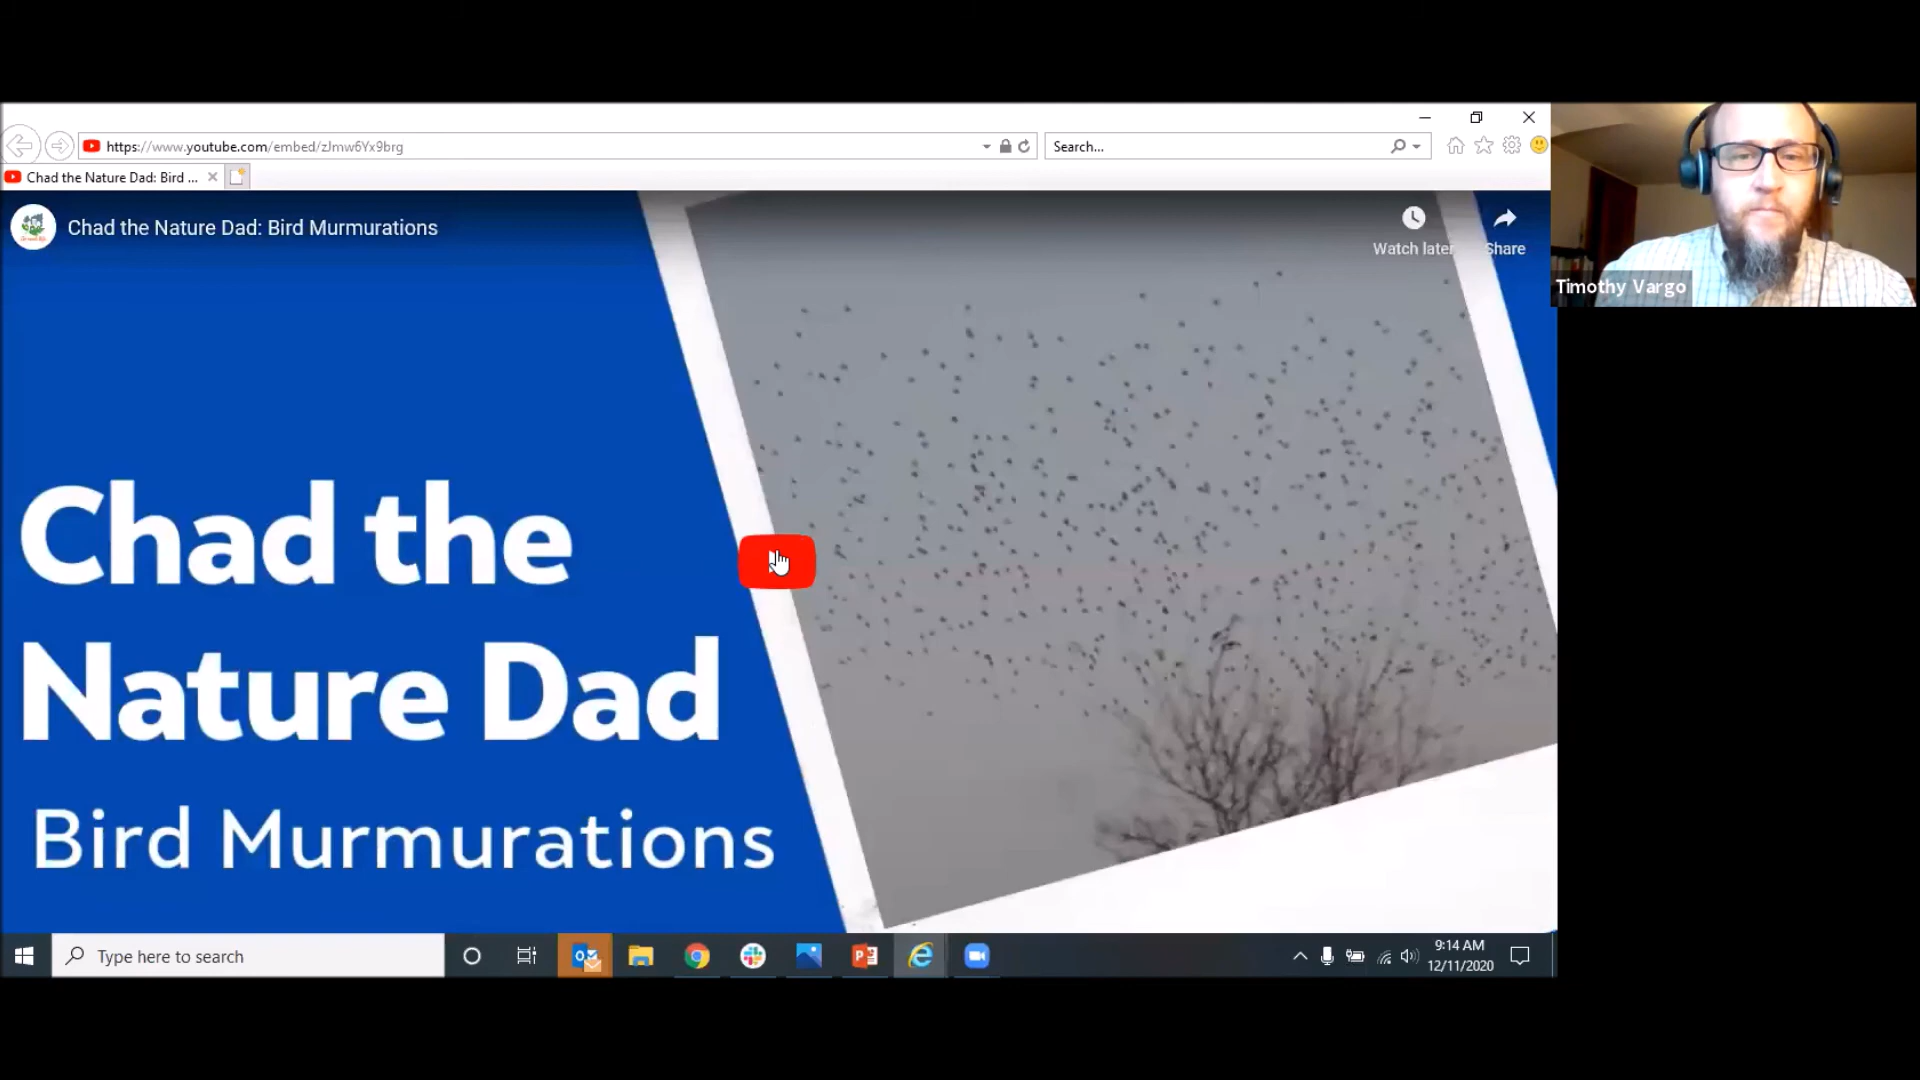 https://www.youtube.com/embed/zJmw6Yx9brg
Search...
Chad the Nature Dad: Bird ...
Chad the Nature Dad: Bird Murmurations
Watch later
Share
Timothy Vargo
Chad the
Nature Dad
Bird Murmurations
Type here to search
9:14 AM
12/11/2020